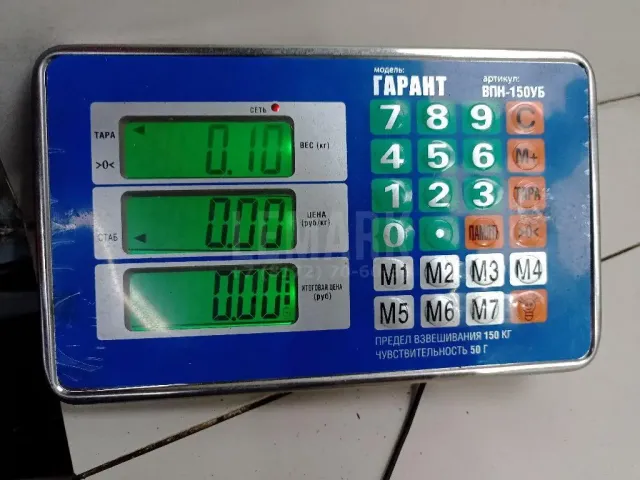 модель:
ГАРАНТ
артикул:
ВПН-150УБ
СЕТЬ
ТАРА
>0<
0.10
ВЕС (кг)
СТАБ
0.00
ЦЕНА
(руб/кг)
0.00
ИТОГОВАЯ ЦЕНА
(руб)
7 8 9 C
4 5 6 M+
1 2 3 ТАРА
0 . ПАМЯТЬ >0<
M1 M2 M3 M4
M5 M6 M7
ПРЕДЕЛ ВЗВЕШИВАНИЯ 150 КГ
ЧУВСТВИТЕЛЬНОСТЬ 50 Г